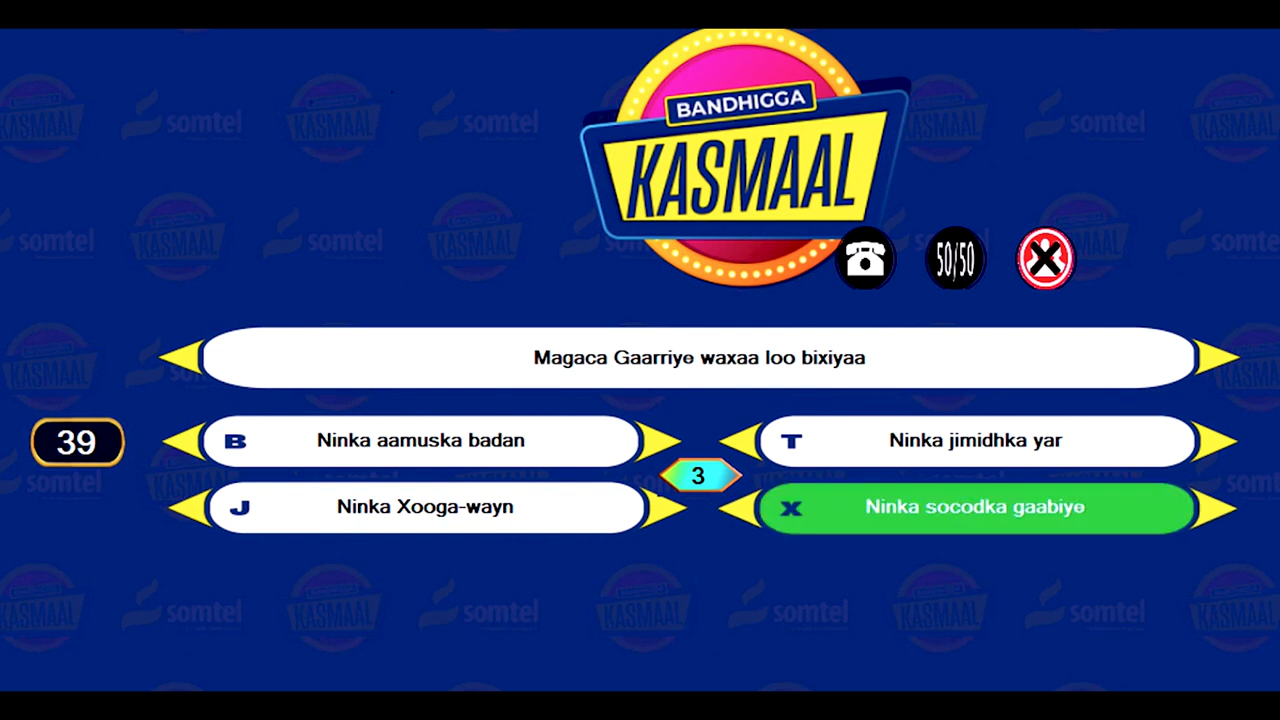 BANDHIGGA
KASMAAL
50/50
Magaca Gaarriye waxaa loo bixiyaa
39
B Ninka aamuska badan
T Ninka jimidhka yar
3
J Ninka Xooga-wayn
X Ninka socodka gaabiye
somtel